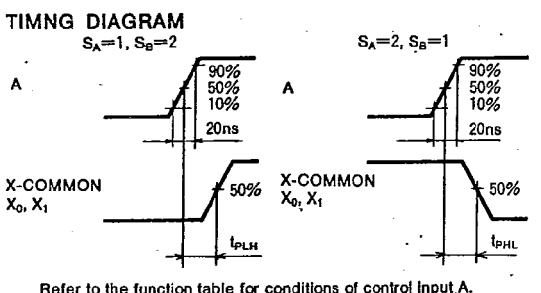 TIMNG DIAGRAM
SA=1, SB=2
A
90%
50%
10%
20ns
X-COMMON
X0, X1
50%
tPLH
SA=2, SB=1
A
90%
50%
10%
20ns
X-COMMON
X0, X1
50%
tPHL
Refer to the function table for conditions of control Input A.